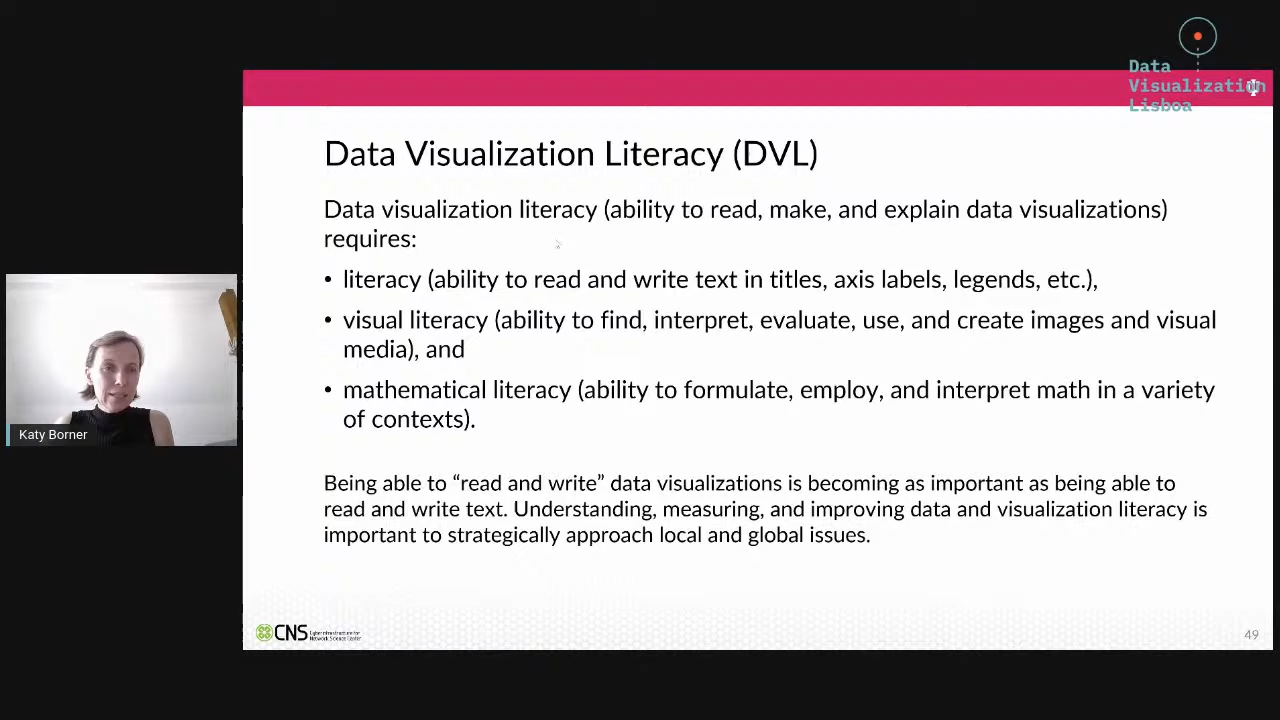 Data
Visualization
Lisboa
Data Visualization Literacy (DVL)
Data visualization literacy (ability to read, make, and explain data visualizations)
requires:
• literacy (ability to read and write text in titles, axis labels, legends, etc.),
• visual literacy (ability to find, interpret, evaluate, use, and create images and visual
media), and
• mathematical literacy (ability to formulate, employ, and interpret math in a variety
of contexts).
Being able to “read and write” data visualizations is becoming as important as being able to
read and write text. Understanding, measuring, and improving data and visualization literacy is
important to strategically approach local and global issues.
Katy Borner
CNS Cyberinfrastructure for
Network Science Center
49